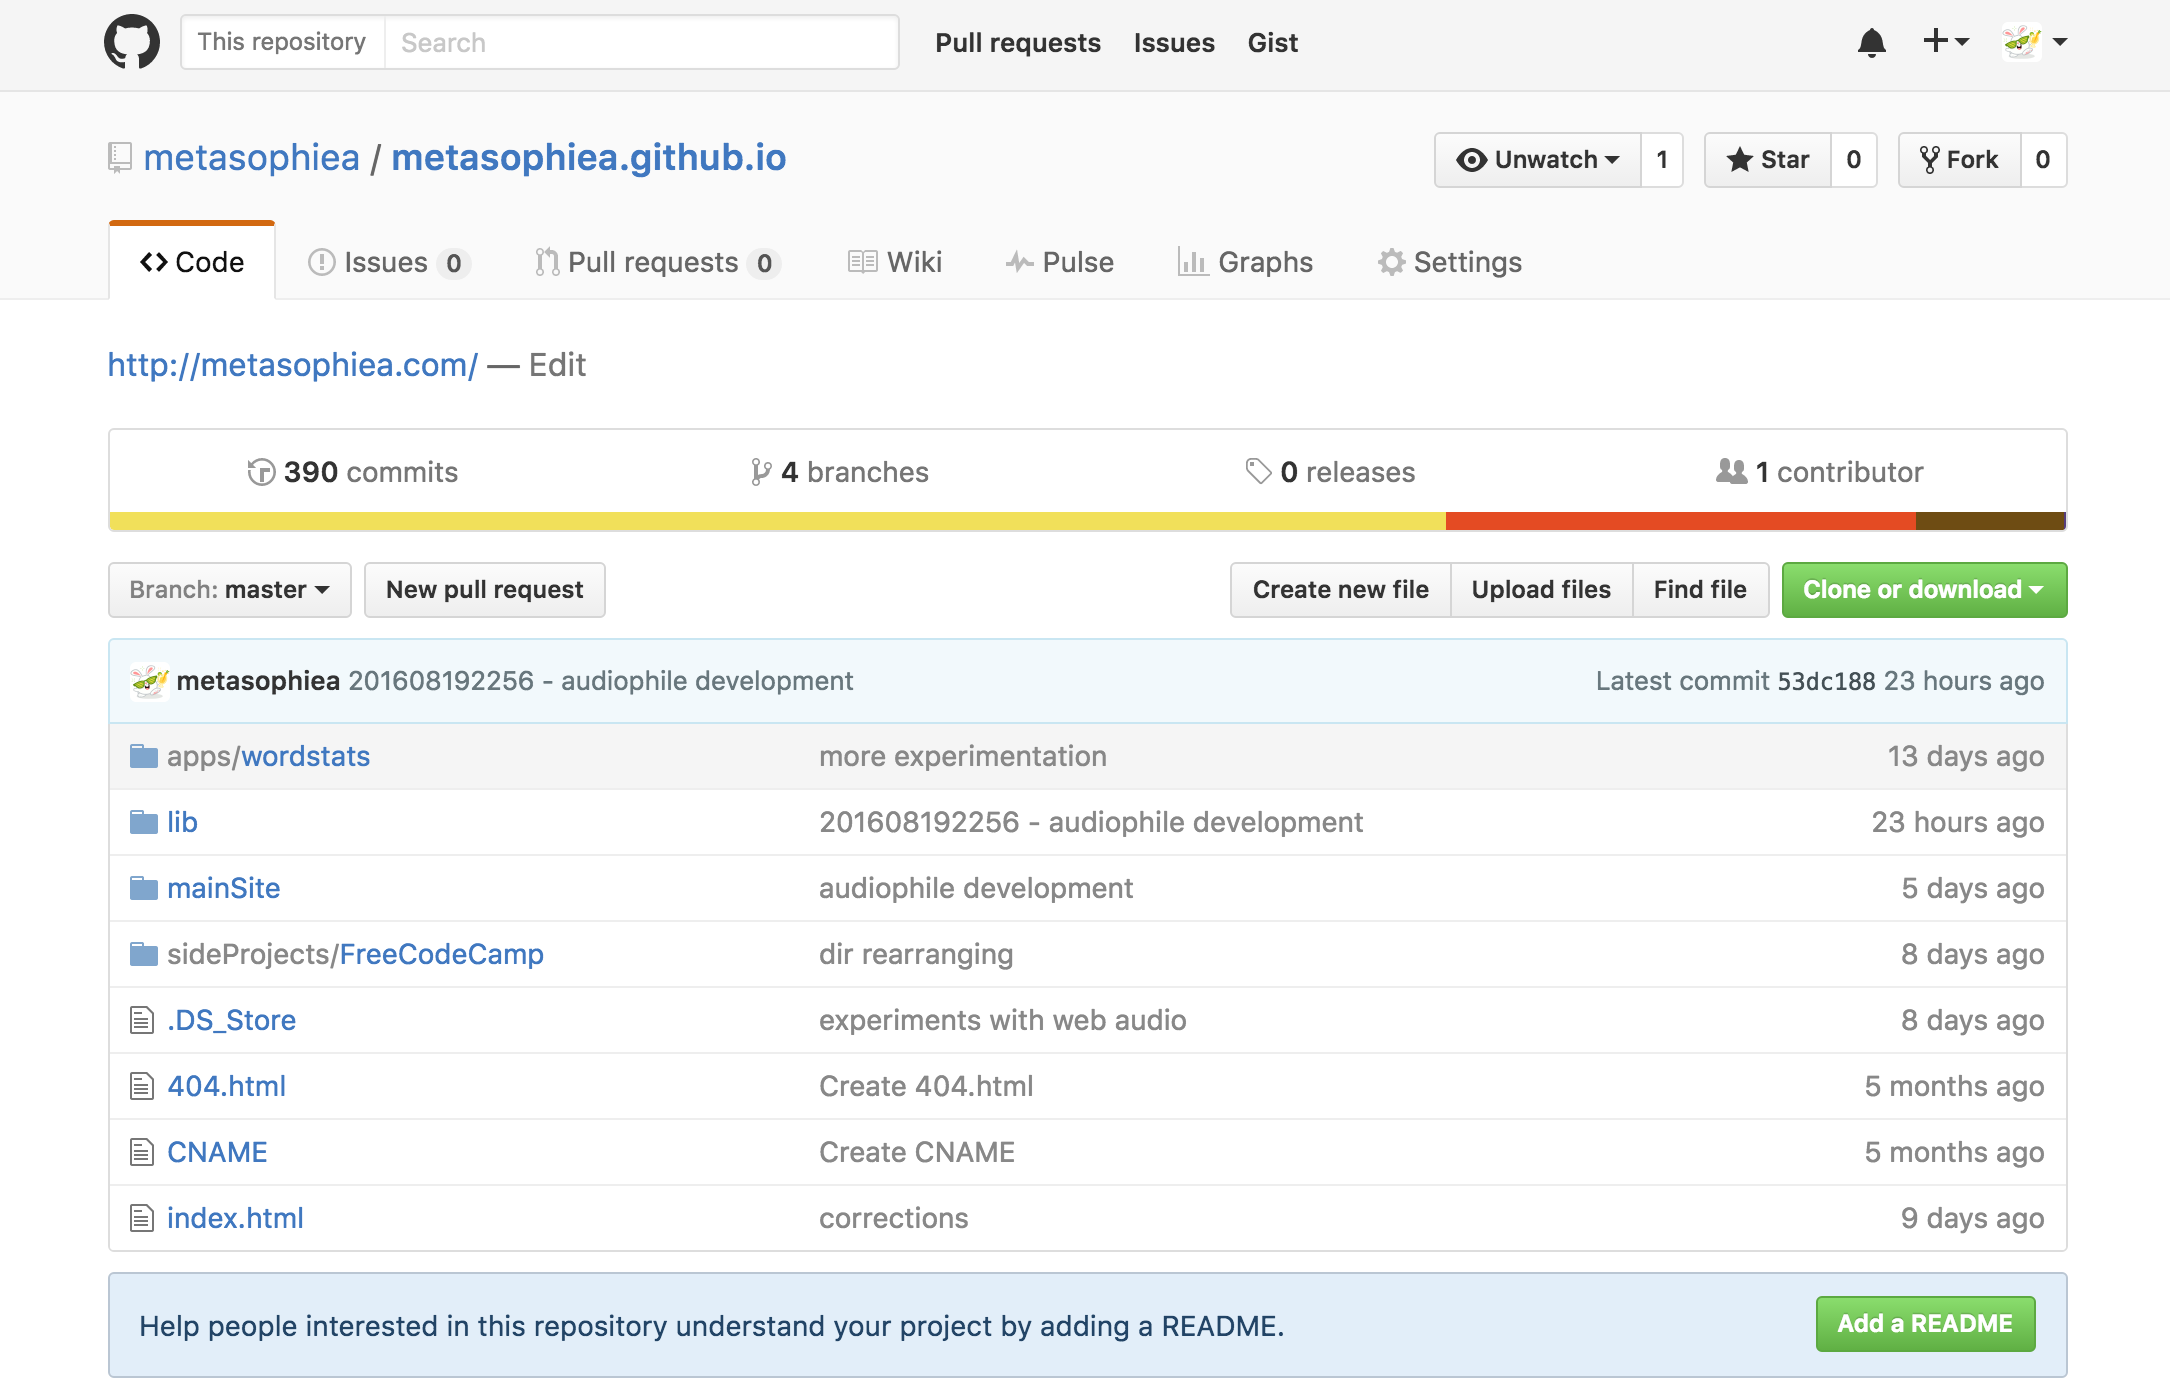 This repository Search Pull requests Issues Gist
metasophiea / metasophiea.github.io Unwatch 1 Star 0 Fork 0
Code Issues 0 Pull requests 0 Wiki Pulse Graphs Settings
http://metasophiea.com/ — Edit
390 commits 4 branches 0 releases 1 contributor
Branch: master New pull request Create new file Upload files Find file Clone or download
metasophiea 201608192256 - audiophile development Latest commit 53dc188 23 hours ago
apps/wordstats more experimentation 13 days ago
lib 201608192256 - audiophile development 23 hours ago
mainSite audiophile development 5 days ago
sideProjects/FreeCodeCamp dir rearranging 8 days ago
.DS_Store experiments with web audio 8 days ago
404.html Create 404.html 5 months ago
CNAME Create CNAME 5 months ago
index.html corrections 9 days ago
Help people interested in this repository understand your project by adding a README. Add a README